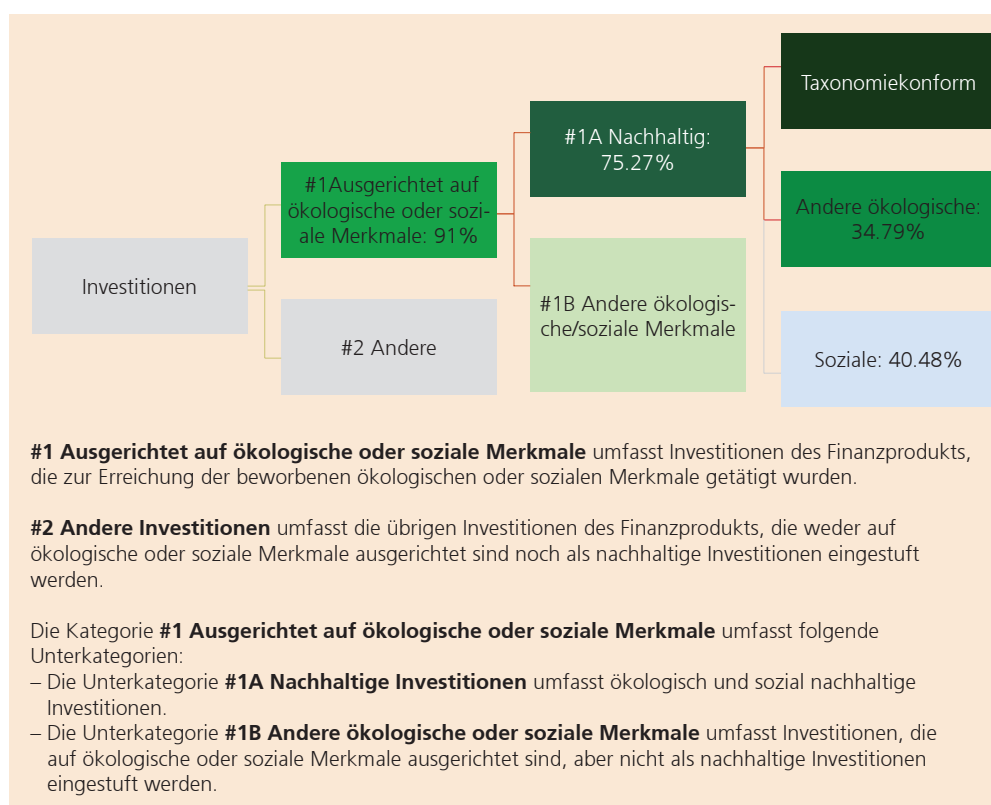 Investitionen
#1Ausgerichtet auf
ökologische oder sozi-
ale Merkmale: 91%
#2 Andere
#1A Nachhaltig:
75.27%
#1B Andere ökologis-
che/soziale Merkmale
Taxonomiekonform
Andere ökologische:
34.79%
Soziale: 40.48%
#1 Ausgerichtet auf ökologische oder soziale Merkmale umfasst Investitionen des Finanzprodukts,
die zur Erreichung der beworbenen ökologischen oder sozialen Merkmale getätigt wurden.
#2 Andere Investitionen umfasst die übrigen Investitionen des Finanzprodukts, die weder auf
ökologische oder soziale Merkmale ausgerichtet sind noch als nachhaltige Investitionen eingestuft
werden.
Die Kategorie #1 Ausgerichtet auf ökologische oder soziale Merkmale umfasst folgende
Unterkategorien:
– Die Unterkategorie #1A Nachhaltige Investitionen umfasst ökologisch und sozial nachhaltige
Investitionen.
– Die Unterkategorie #1B Andere ökologische oder soziale Merkmale umfasst Investitionen, die
auf ökologische oder soziale Merkmale ausgerichtet sind, aber nicht als nachhaltige Investitionen
eingestuft werden.